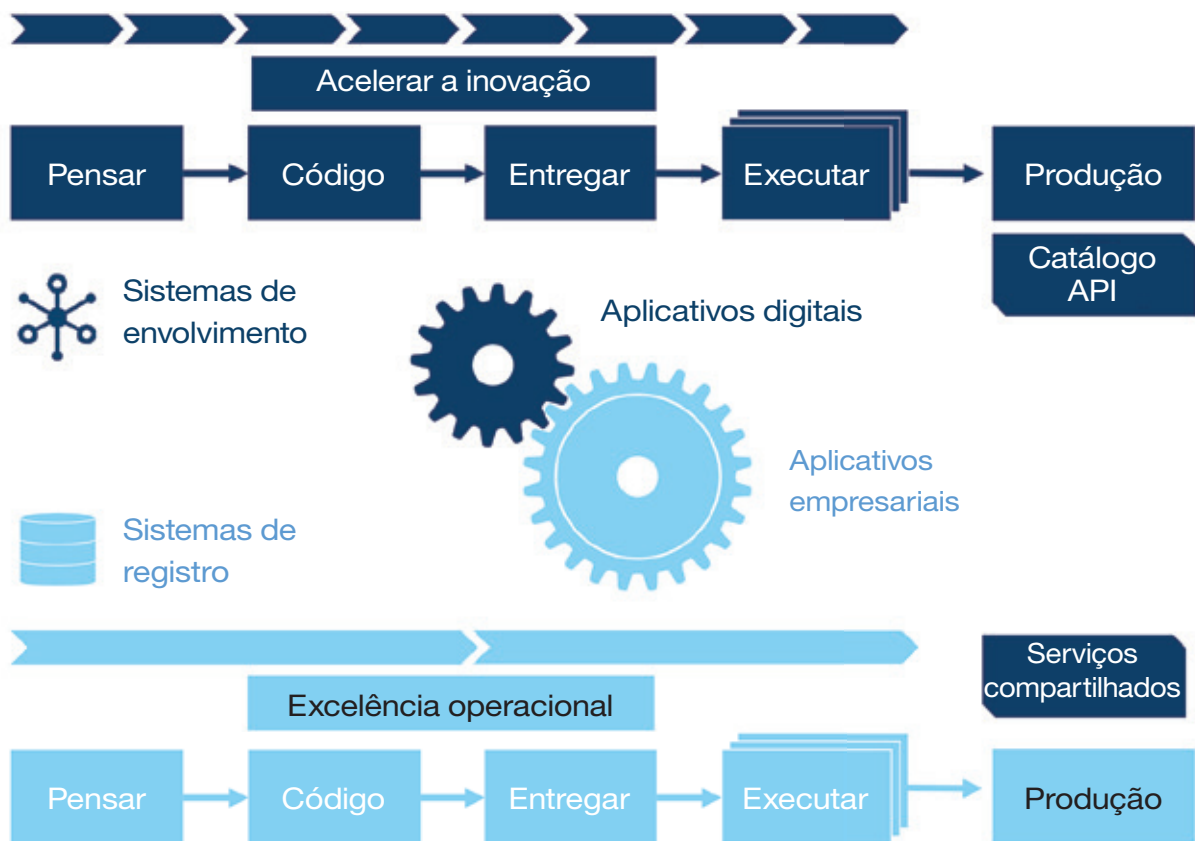 Acelerar a inovação
Pensar
Código
Entregar
Executar
Produção
Catálogo
API
Sistemas de
envolvimento
Aplicativos digitais
Aplicativos
empresariais
Sistemas de
registro
Serviços
compartilhados
Excelência operacional
Pensar
Código
Entregar
Executar
Produção